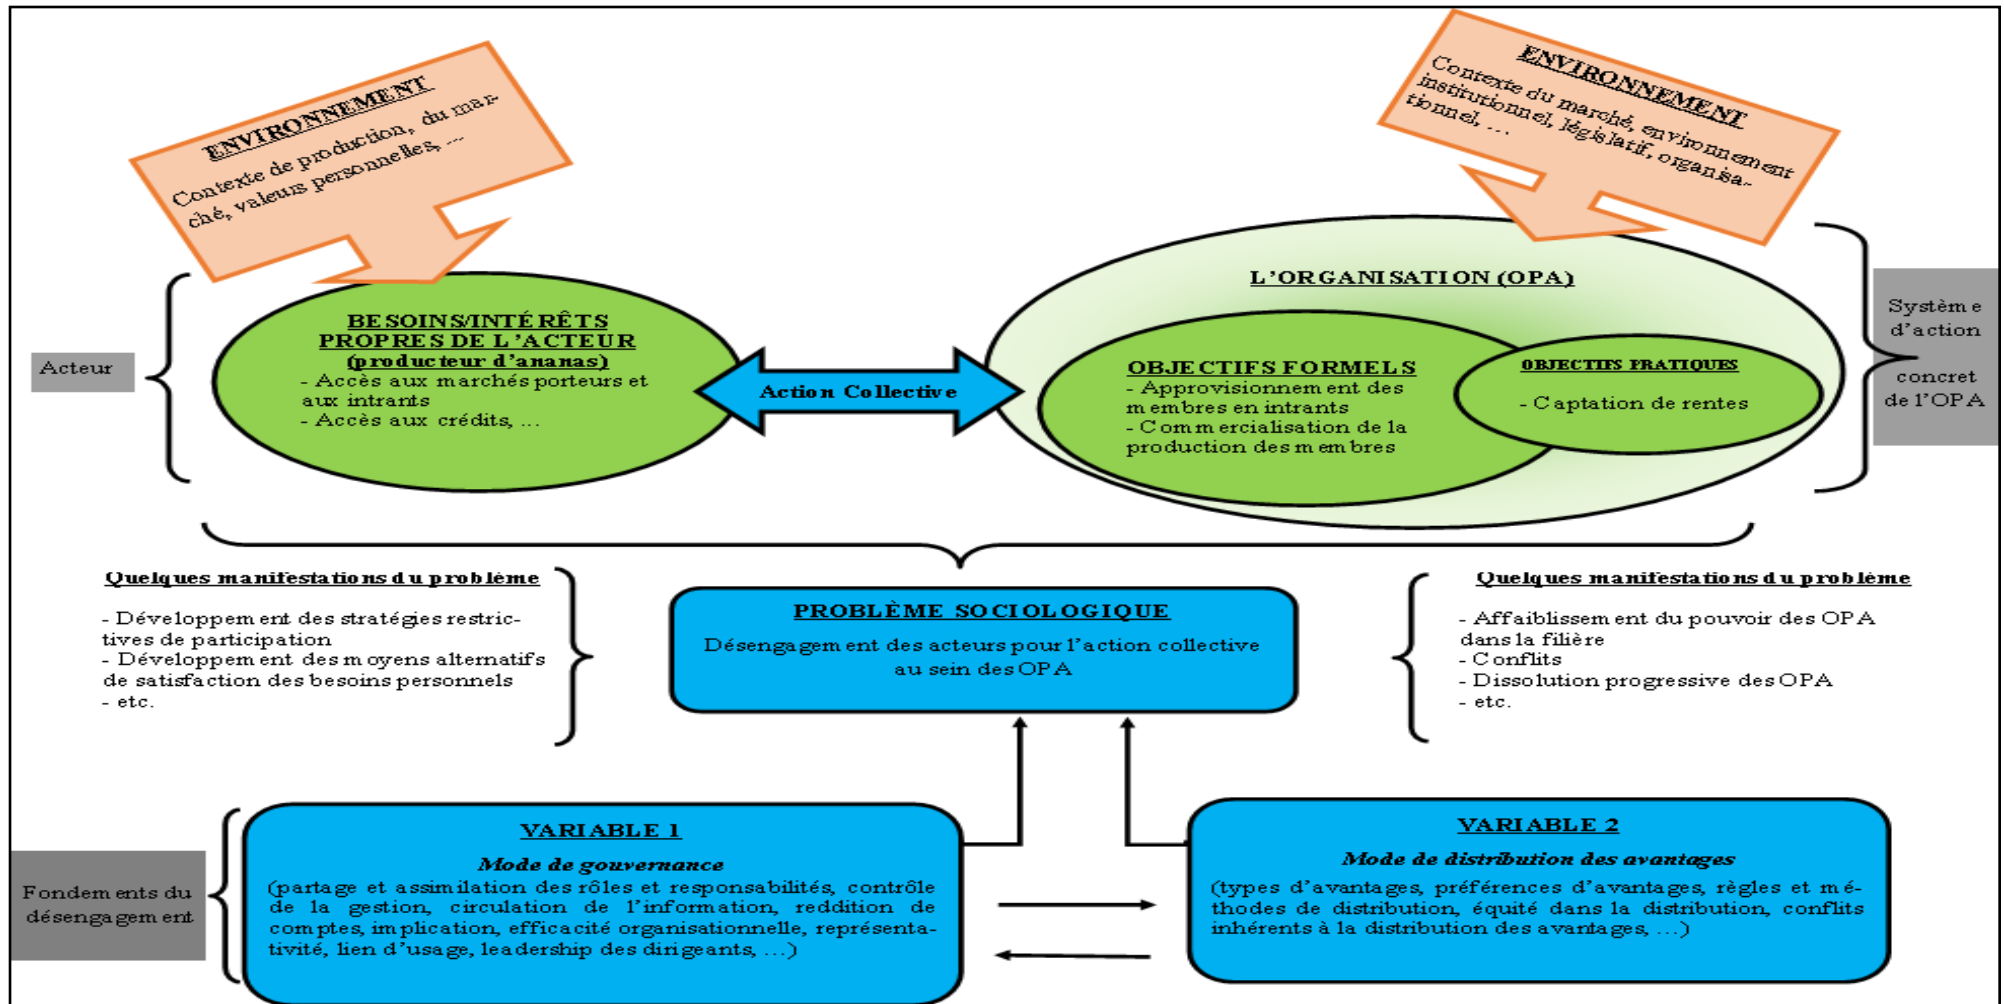 ENVIRONNEMENT
Contexte de production, du mar-
ché, valeurs personnelles, ...
ENVIRONNEMENT
Contexte du marché, environnement
institutionnel, législatif, organisa-
tionnel, ...
Acteur
BESOINS/INTÉRÊTS
PROPRES DE L'ACTEUR
(producteur d'ananas)
- Accès aux marchés porteurs et
aux intrants
- Accès aux crédits, ...
Action Collective
L'ORGANISATION (OPA)
OBJECTIFS FORMELS
- Approvisionnement des
membres en intrants
- Commercialisation de la
production des membres
OBJECTIFS PRATIQUES
- Captation de rentes
Système
d'action
concret
de l'OPA
Quelques manifestations du problème
- Développement des stratégies restric-
tives de participation
- Développement des moyens alternatifs
de satisfaction des besoins personnels
- etc.
PROBLÈME SOCIOLOGIQUE
Désengagement des acteurs pour l'action collective
au sein des OPA
Quelques manifestations du problème
- Affaiblissement du pouvoir des OPA
dans la filière
- Conflits
- Dissolution progressive des OPA
- etc.
Fondements du
désengagement
VARIABLE 1
Mode de gouvernance
(partage et assimilation des rôles et responsabilités, contrôle
de la gestion, circulation de l'information, reddition de
comptes, implication, efficacité organisationnelle, représenta-
tivité, lien d'usage, leadership des dirigeants, ...)
VARIABLE 2
Mode de distribution des avantages
(types d'avantages, préférences d'avantages, règles et mé-
thodes de distribution, équité dans la distribution, conflits
inhérents à la distribution des avantages, ...)